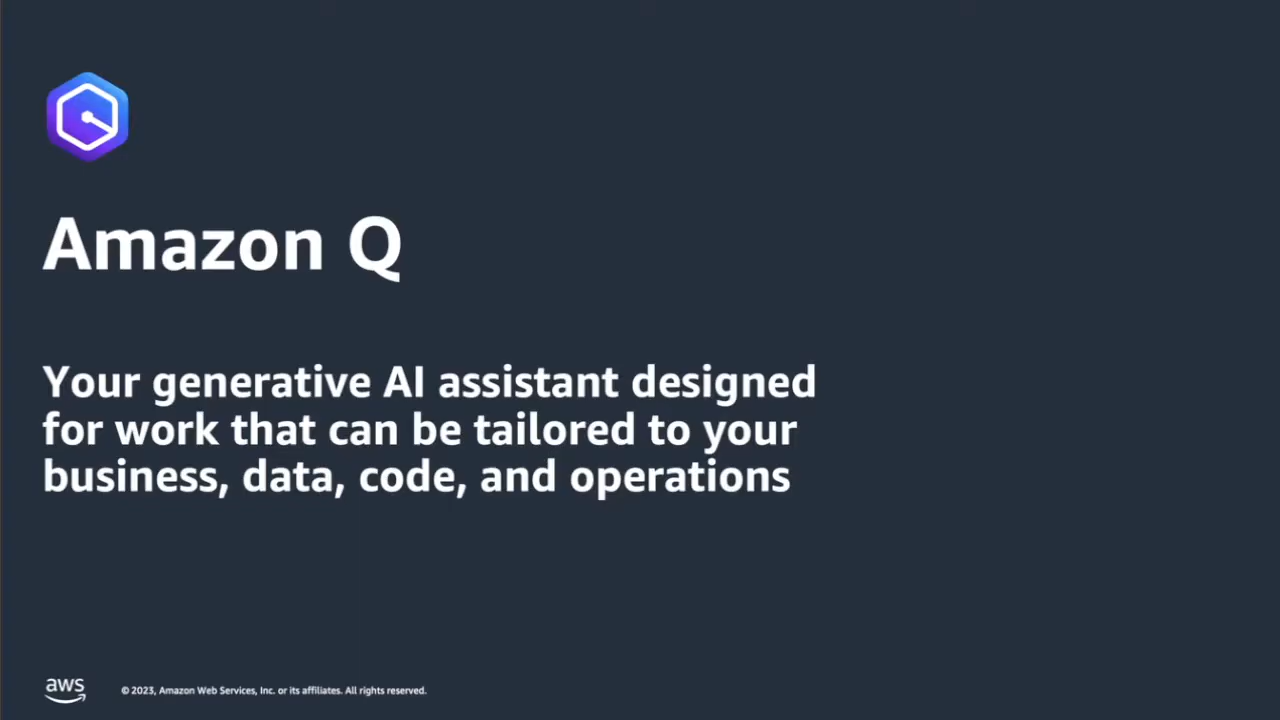 Amazon Q
Your generative AI assistant designed
for work that can be tailored to your
business, data, code, and operations
aws
© 2023, Amazon Web Services, Inc. or its affiliates. All rights reserved.